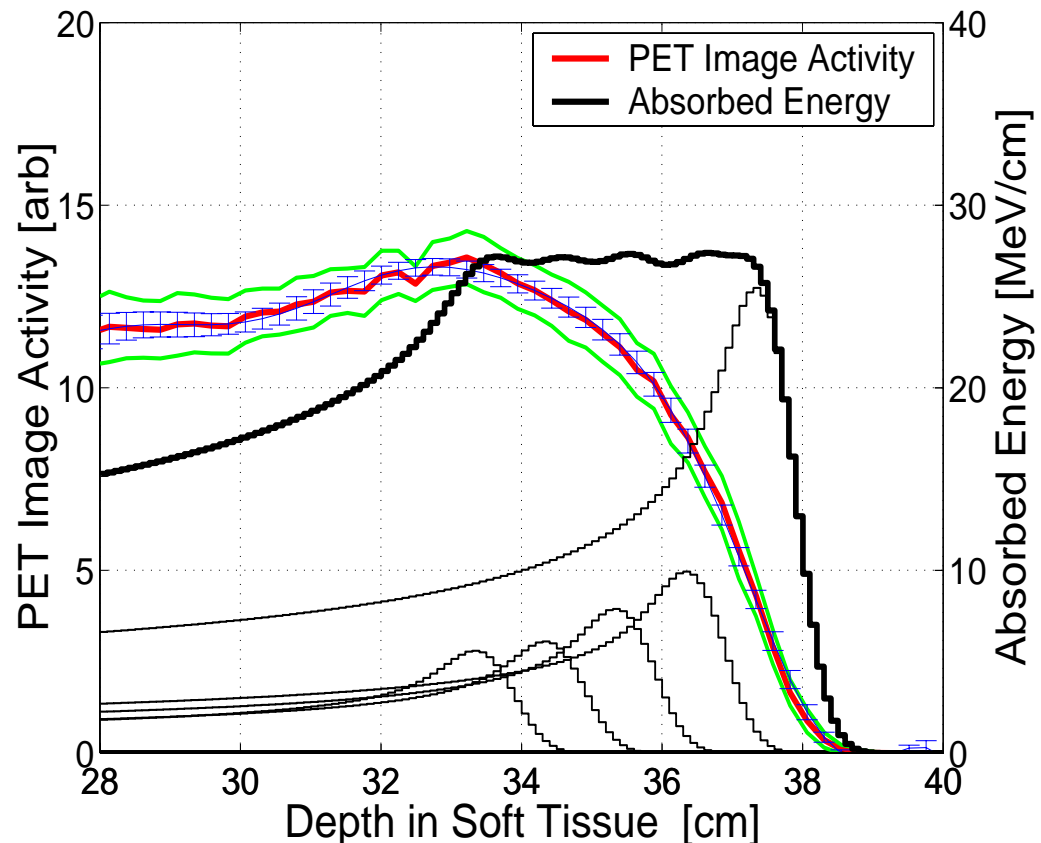 PET Image Activity
Absorbed Energy
PET Image Activity [arb]
20
15
10
5
0
40
30
20
10
0
Absorbed Energy [MeV/cm]
28 30 32 34 36 38 40
Depth in Soft Tissue [cm]